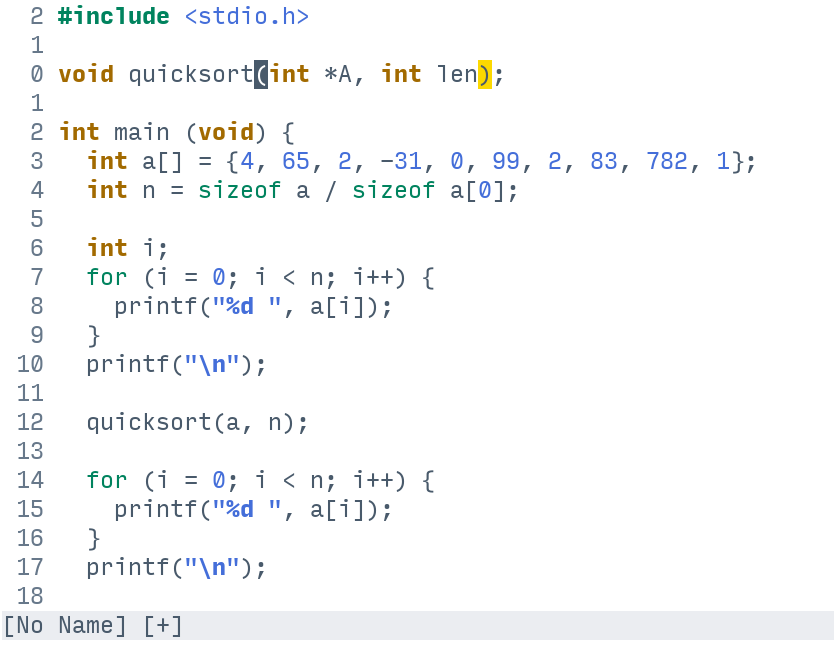 2 #include <stdio.h>
1
0 void quicksort(int *A, int len);
1
2 int main (void) {
3   int a[] = {4, 65, 2, -31, 0, 99, 2, 83, 782, 1};
4   int n = sizeof a / sizeof a[0];
5
6   int i;
7   for (i = 0; i < n; i++) {
8     printf("%d ", a[i]);
9   }
10   printf("\n");
11
12   quicksort(a, n);
13
14   for (i = 0; i < n; i++) {
15     printf("%d ", a[i]);
16   }
17   printf("\n");
18
[No Name] [+]